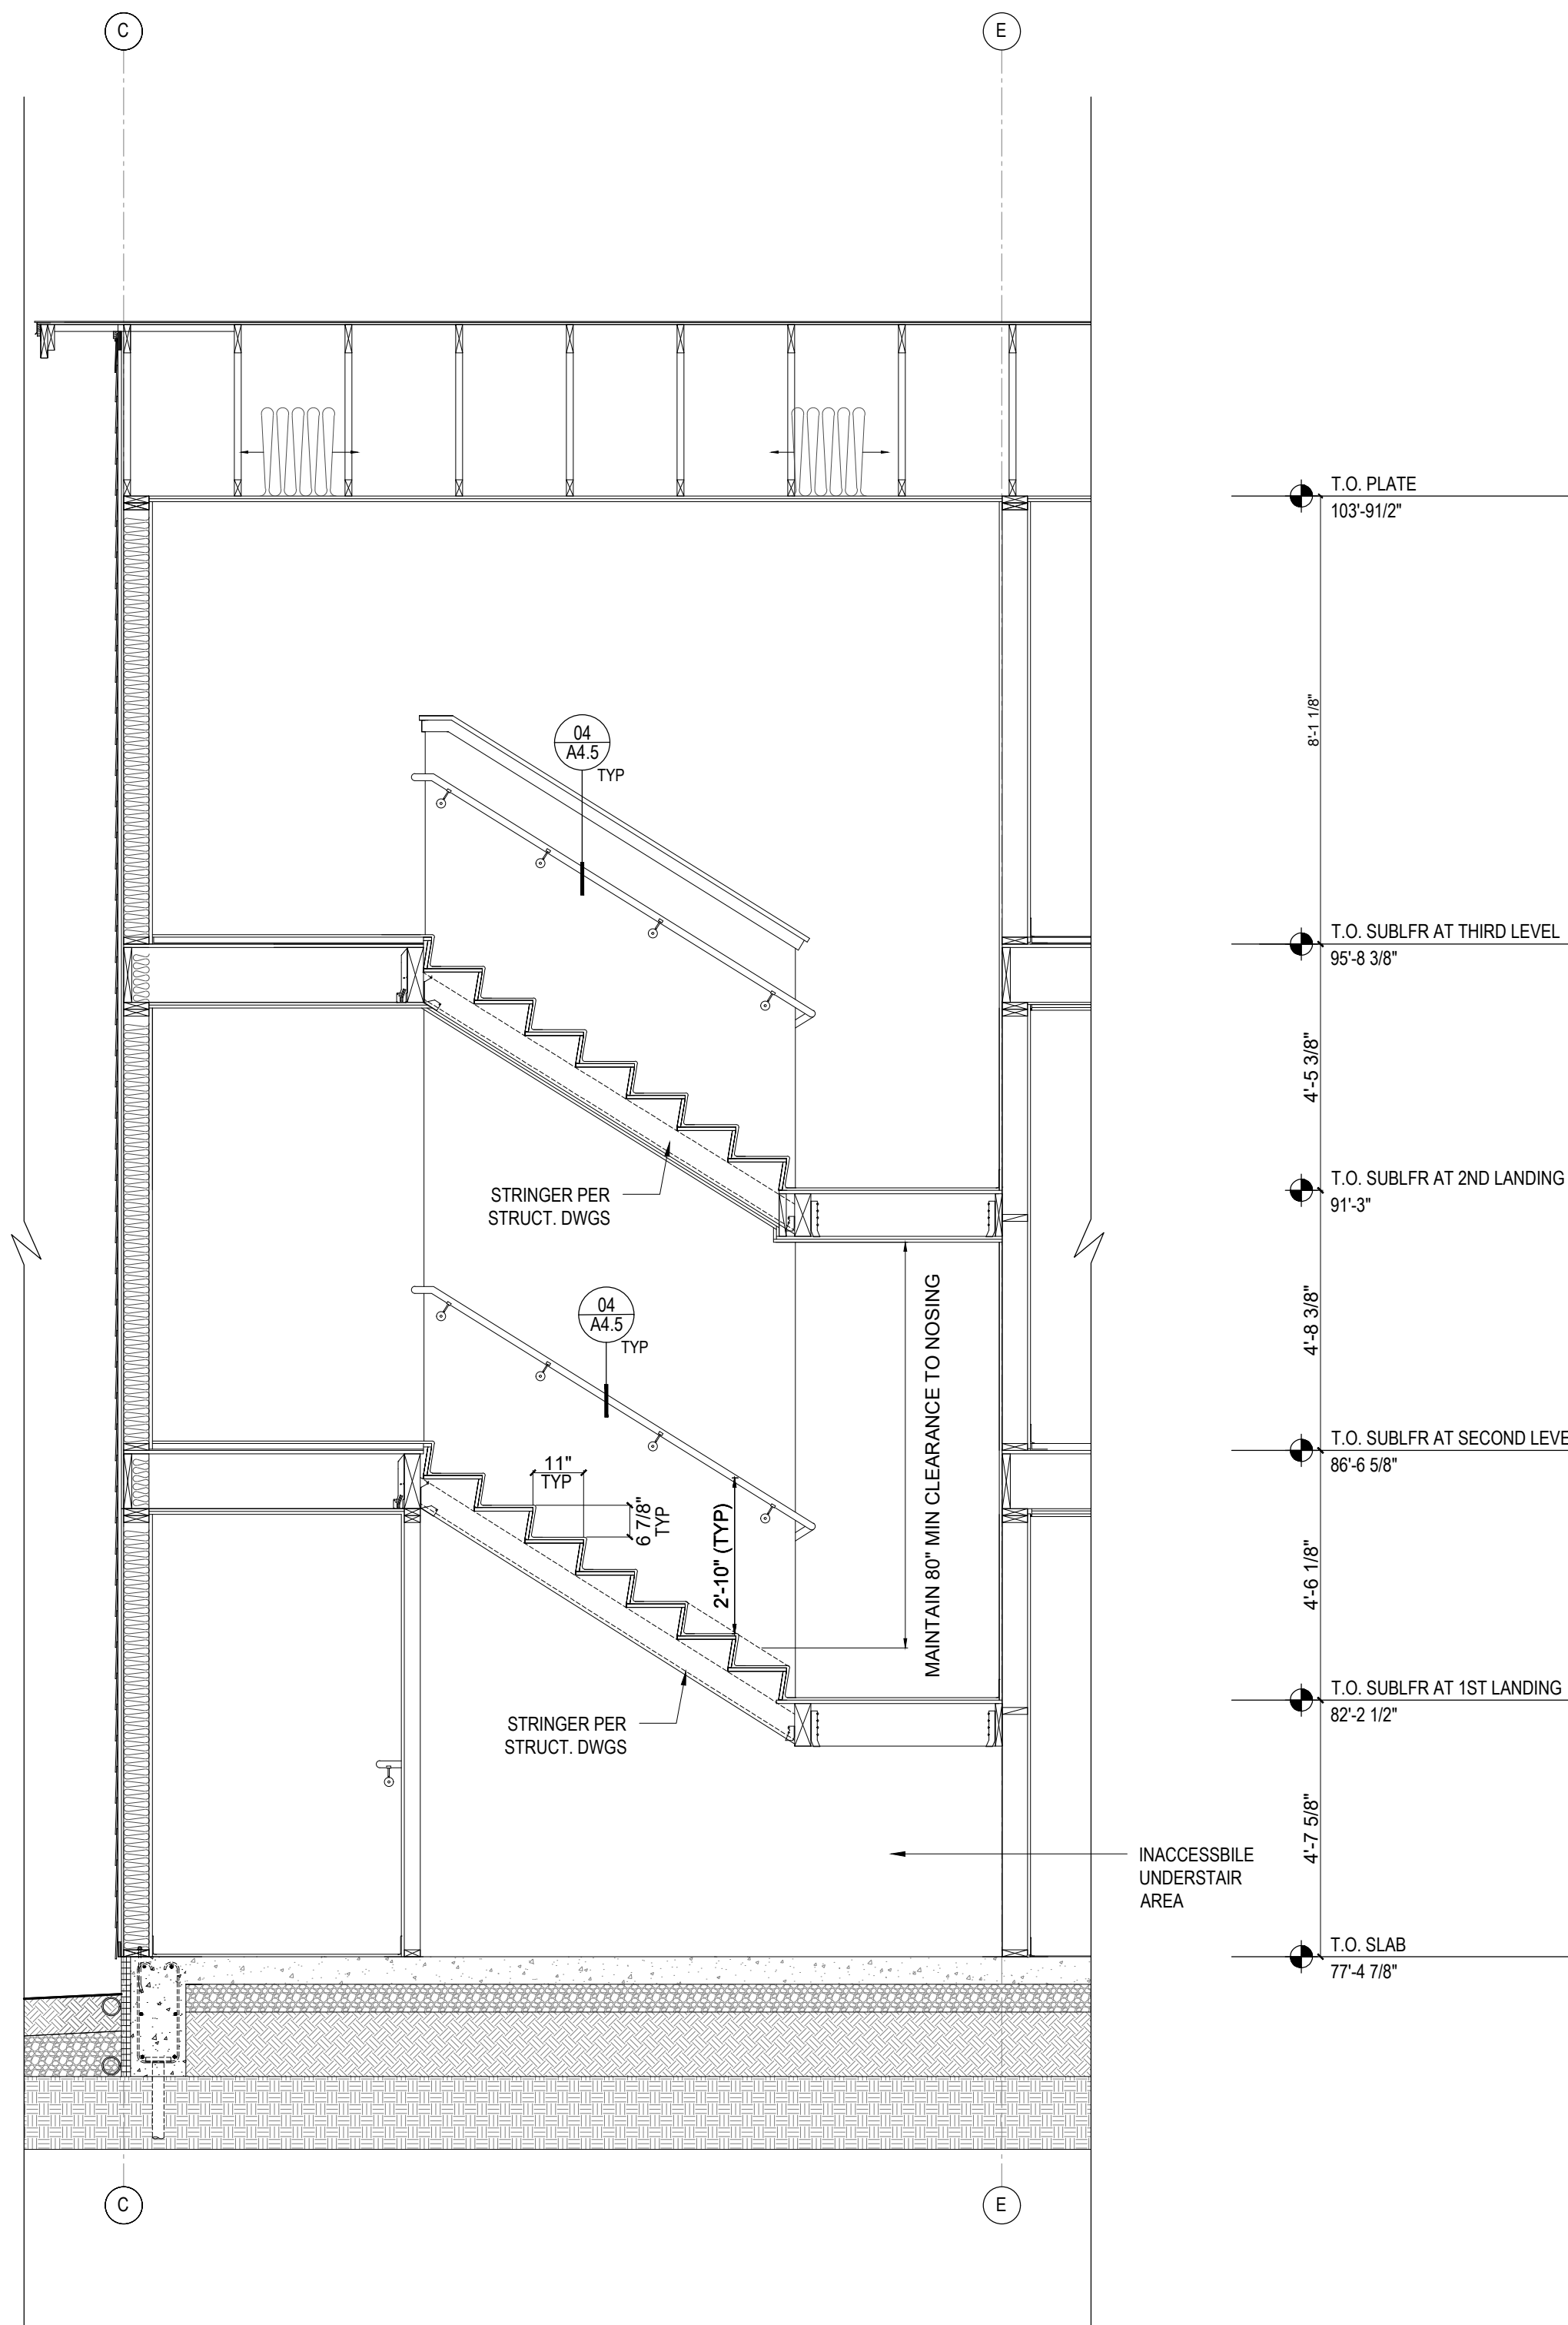 C
E
T.O. PLATE
103'-91/2"
8'-1 1/8"
04
A4.5
TYP
T.O. SUBLFR AT THIRD LEVEL
95'-8 3/8"
4'-5 3/8"
STRINGER PER
STRUCT. DWGS
T.O. SUBLFR AT 2ND LANDING
91'-3"
4'-8 3/8"
04
A4.5
TYP
MAINTAIN 80" MIN CLEARANCE TO NOSING
T.O. SUBLFR AT SECOND LEVE
86'-6 5/8"
11"
TYP
6 7/8"
TYP
2'-10" (TYP)
4'-6 1/8"
T.O. SUBLFR AT 1ST LANDING
82'-2 1/2"
STRINGER PER
STRUCT. DWGS
4'-7 5/8"
INACCESSBILE
UNDERSTAIR
AREA
T.O. SLAB
77'-4 7/8"
C
E